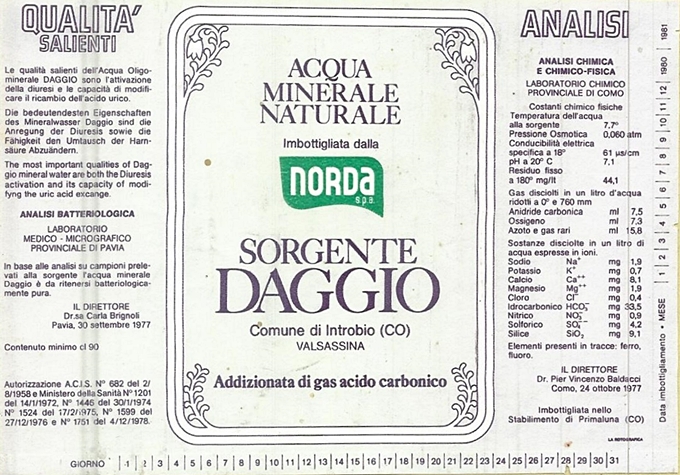 QUALITA'
SALIENTI
Le qualità salienti dell'Acqua Oligo-
minerale DAGGIO sono l'attivazione
della diuresi e le capacità di modifi-
care il ricambio dell'acido urico.
Die bedeutendesten Eigenschaften
des Mineralwasser Daggio sind die
Anregung der Diuresis sowie die
Fähigkeit den Umtausch der Harn-
säure Abzuändern.
The most important qualities of Dag-
gio mineral water are both the Diuresis
activation and its capacity of modi-
fyng the uric acid excange.
ANALISI BATTERIOLOGICA
LABORATORIO
MEDICO - MICROGRAFICO
PROVINCIALE DI PAVIA
In base alle analisi su campioni prele-
vati alla sorgente l'acqua minerale
Daggio è da ritenersi batteriologica-
mente pura.
IL DIRETTORE
Dr.sa Carla Brignoli
Pavia, 30 settembre 1977
Contenuto minimo cl 90
Autorizzazione A.C.I.S. N° 682 del 2/
8/1958 e Ministero della Sanità N° 1201
del 14/1/1972, N° 1446 del 30/1/1974
N° 1524 del 17/2/1975, N° 1599 del
27/12/1976 e N° 1751 del 4/12/1978.
ACQUA
MINERALE
NATURALE
Imbottigliata dalla
NORDA
s.p.a.
SORGENTE
DAGGIO
Comune di Introbio (CO)
VALSASSINA
Addizionata di gas acido carbonico
ANALISI
ANALISI CHIMICA
E CHIMICO-FISICA
LABORATORIO CHIMICO
PROVINCIALE DI COMO
Costanti chimico fisiche
Temperatura dell'acqua
alla sorgente 7,7°
Pressione Osmotica 0,060 atm
Conducibilità elettrica
specifica a 18° 61 µs/cm
pH a 20° C 7,1
Residuo fisso
a 180° mg/lt 44,1
Gas disciolti in un litro d'acqua
ridotti a 0° e 760 mm
Anidride carbonica ml 7,5
Ossigeno ml 7,3
Azoto e gas rari ml 15,8
Sostanze disciolte in un litro di
acqua espresse in ioni.
Sodio Na⁺ mg 1,9
Potassio K⁺ mg 0,7
Calcio Ca⁺⁺ mg 8,1
Magnesio Mg⁺⁺ mg 1,9
Cloro Cl⁻ mg 0,4
Idrocarbonico HCO₃⁻ mg 33,5
Nitrico NO₃⁻ mg 0,9
Solforico SO₄⁻⁻ mg 4,2
Silice SiO₂ mg 9,1
Elementi presenti in tracce: ferro,
fluoro.
IL DIRETTORE
Dr. Pier Vincenzo Baldacci
Como, 24 ottobre 1977
Imbottigliata nello
Stabilimento di Primaluna (CO)
LA ROTOGRAFICA
Data imbottigliamento • MESE 1 2 3 4 5 6 7 8 9 10 11 12 1980 1981
GIORNO 1 2 3 4 5 6 7 8 9 10 11 12 13 14 15 16 17 18 19 20 21 22 23 24 25 26 27 28 29 30 31